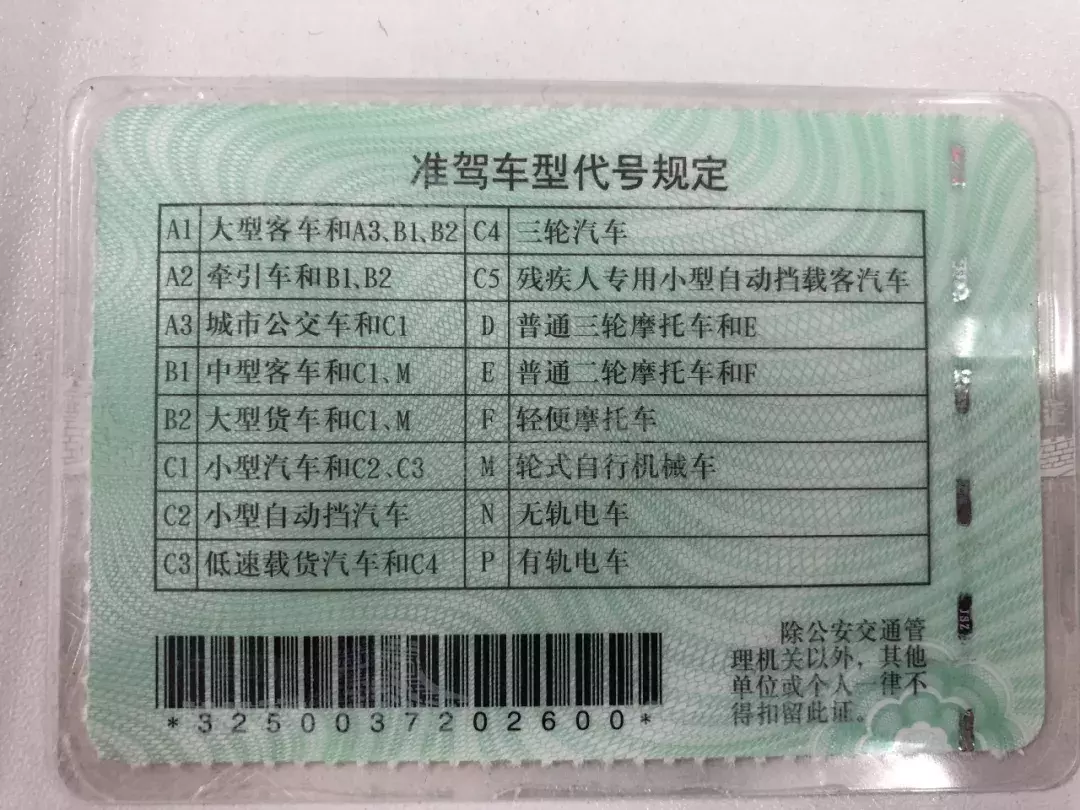 准驾车型代号规定
A1 大型客车和A3、B1、B2 C4 三轮汽车
A2 牵引车和B1、B2 C5 残疾人专用小型自动挡载客汽车
A3 城市公交车和C1 D 普通三轮摩托车和E
B1 中型客车和C1、M E 普通二轮摩托车和F
B2 大型货车和C1、M F 轻便摩托车
C1 小型汽车和C2、C3 M 轮式自行机械车
C2 小型自动挡汽车 N 无轨电车
C3 低速载货汽车和C4 P 有轨电车
除公安交通管
理机关以外，其他
单位或个人一律不
得扣留此证。
*3250037202600*